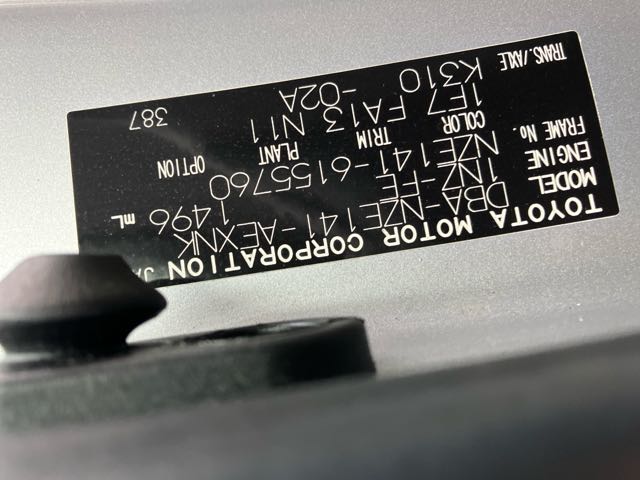 TOYOTA MOTOR CORPORATION JA
MODEL DBA-NZE141-AEXNK
ENGINE 1NZ-FE 1496 mL
FRAME No. NZE141-6155760
COLOR TRIM PLANT OPTION
1E7 FA13 N11
TRANS./AXLE K310 -02A
387